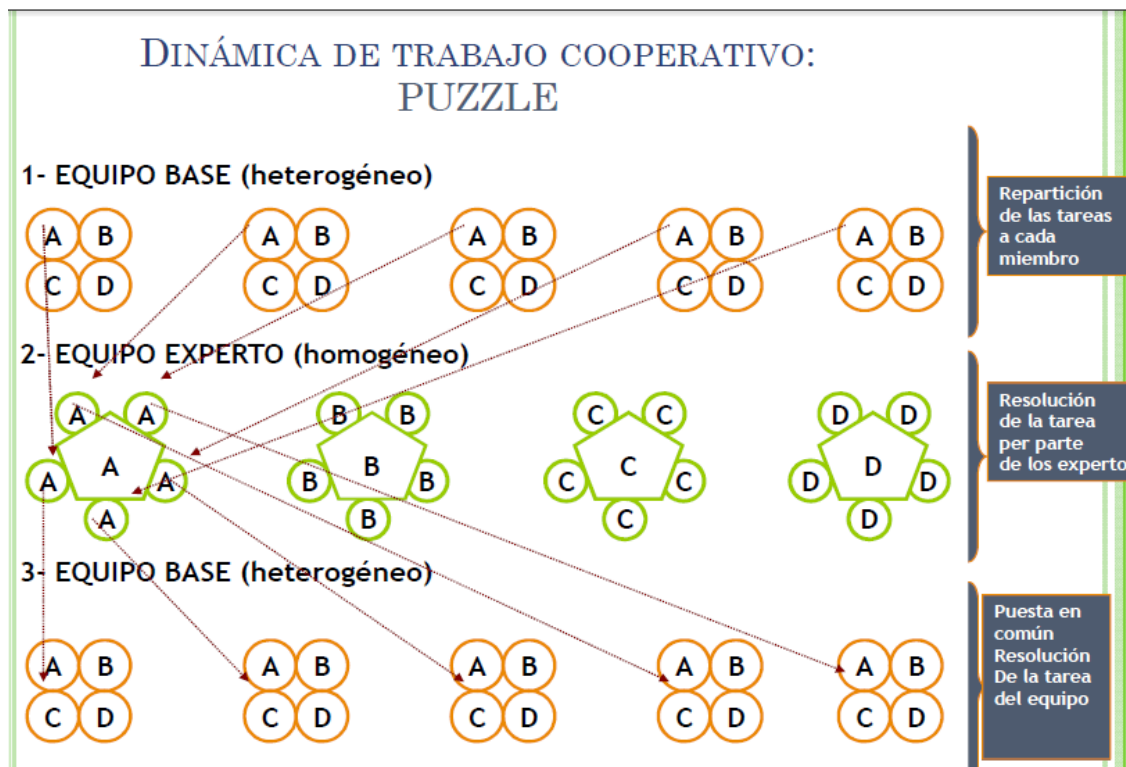 DINÁMICA DE TRABAJO COOPERATIVO:
PUZZLE
1- EQUIPO BASE (heterogéneo)
A B A B A B A B A B
C D C D C D C D C D
Repartición
de las tareas
a cada
miembro
2- EQUIPO EXPERTO (homogéneo)
A A B B C C D D
A B C D
A A B B C C D D
A B C D
Resolución
de la tarea
per parte
de los experto
3- EQUIPO BASE (heterogéneo)
A B A B A B A B A B
C D C D C D C D C D
Puesta en
común
Resolución
De la tarea
del equipo